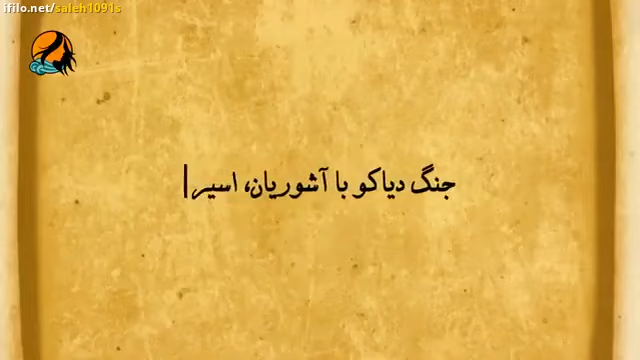 ifilo.net/saleh1091s
جنگ دیاکو با آشوریان، اسیر